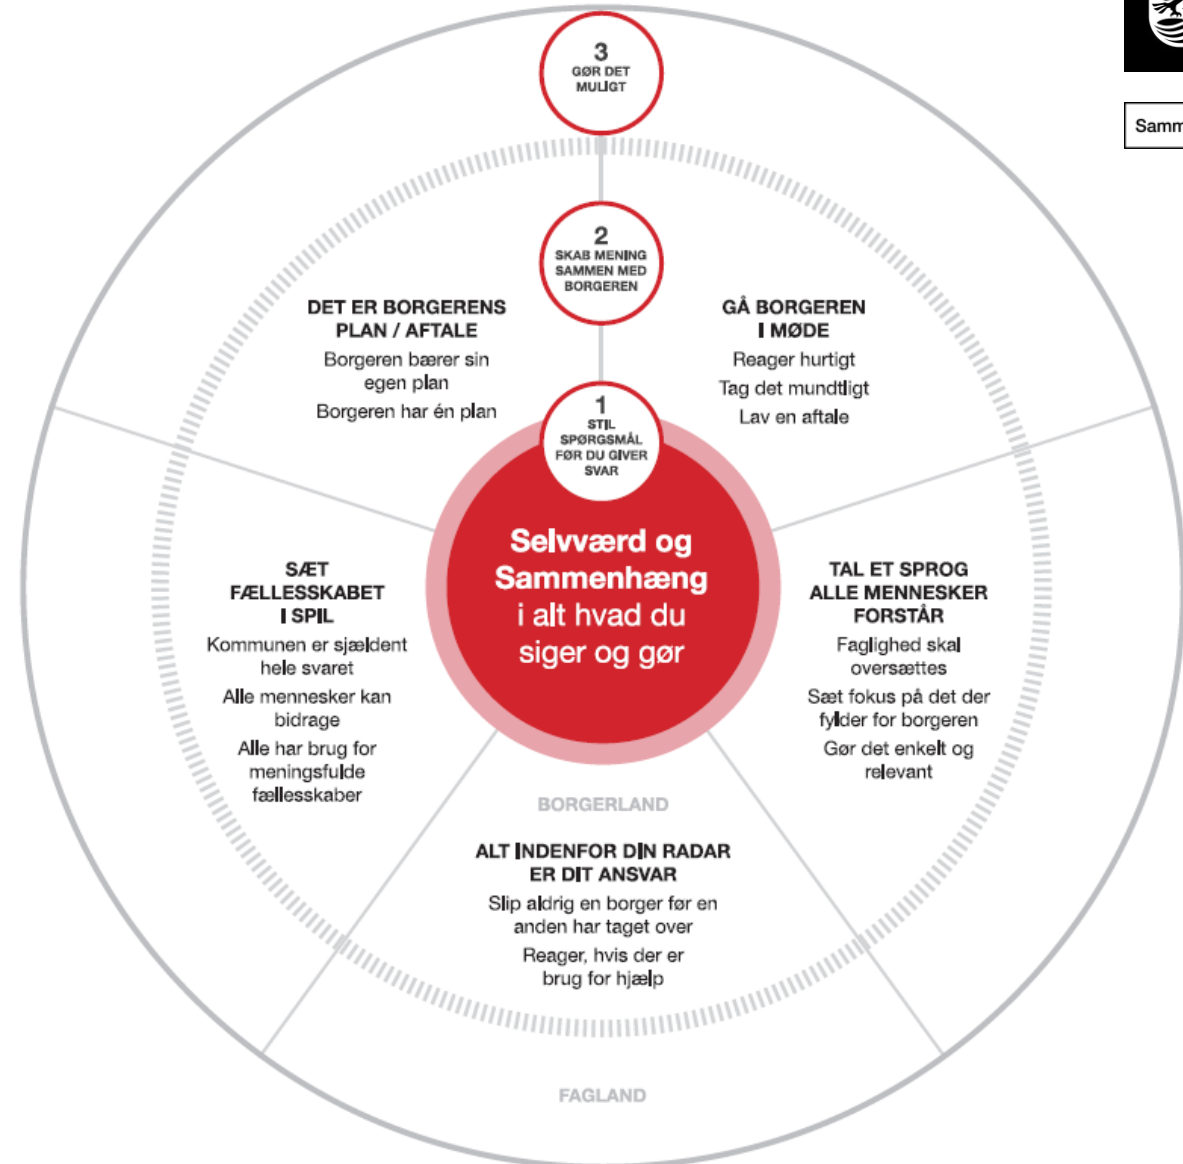 3
GØR DET
MULIGT
Samm
2
SKAB MENING
SAMMEN MED
BORGEREN
DET ER BORGERENS
PLAN / AFTALE
Borgeren bærer sin
egen plan
Borgeren har én plan
GÅ BORGEREN
I MØDE
Reager hurtigt
Tag det mundtligt
Lav en aftale
1
STIL
SPØRGSMÅL
FØR DU GIVER
SVAR
Selvværd og
Sammenhæng
i alt hvad du
siger og gør
SÆT
FÆLLESSKABET
I SPIL
Kommunen er sjældent
hele svaret
Alle mennesker kan
bidrage
Alle har brug for
meningsfulde
fællesskaber
TAL ET SPROG
ALLE MENNESKER
FORSTÅR
Faglighed skal
oversættes
Sæt fokus på det der
fylder for borgeren
Gør det enkelt og
relevant
BORGERLAND
ALT INDENFOR DIN RADAR
ER DIT ANSVAR
Slip aldrig en borger før en
anden har taget over
Reager, hvis der er
brug for hjælp
FAGLAND